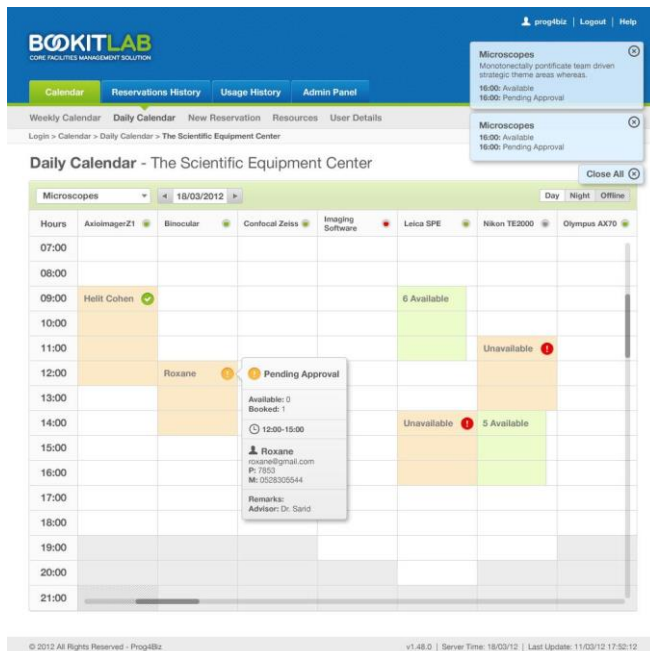 prog4biz | Logout | Help
BOOKITLAB
CORE FACILITIES MANAGEMENT SOLUTION
Microscopes
Monotonectally pontificate team driven
strategic theme areas whereas.
16:00: Available
16:00: Pending Approval
Calendar Reservations History Usage History Admin Panel
Weekly Calendar Daily Calendar New Reservation Resources User Details
Microscopes
16:00: Available
16:00: Pending Approval
Login > Calendar > Daily Calendar > The Scientific Equipment Center
Daily Calendar - The Scientific Equipment Center
Close All
Microscopes 18/03/2012 Day Night Offline
Hours AxioimagerZ1 Binocular Confocal Zeiss Imaging Software Leica SPE Nikon TE2000 Olympus AX70
07:00
08:00
09:00 Helit Cohen 6 Available
10:00
11:00 Unavailable
12:00 Roxane
Pending Approval
Available: 0
Booked: 1
12:00-15:00
Roxane
roxane@gmail.com
P: 7853
M: 0528305544
Remarks:
Advisor: Dr. Sarid
13:00
14:00 Unavailable 5 Available
15:00
16:00
17:00
18:00
19:00
20:00
21:00
© 2012 All Rights Reserved - Prog4Biz v1.48.0 | Server Time: 18/03/12 | Last Update: 11/03/12 17:52:12